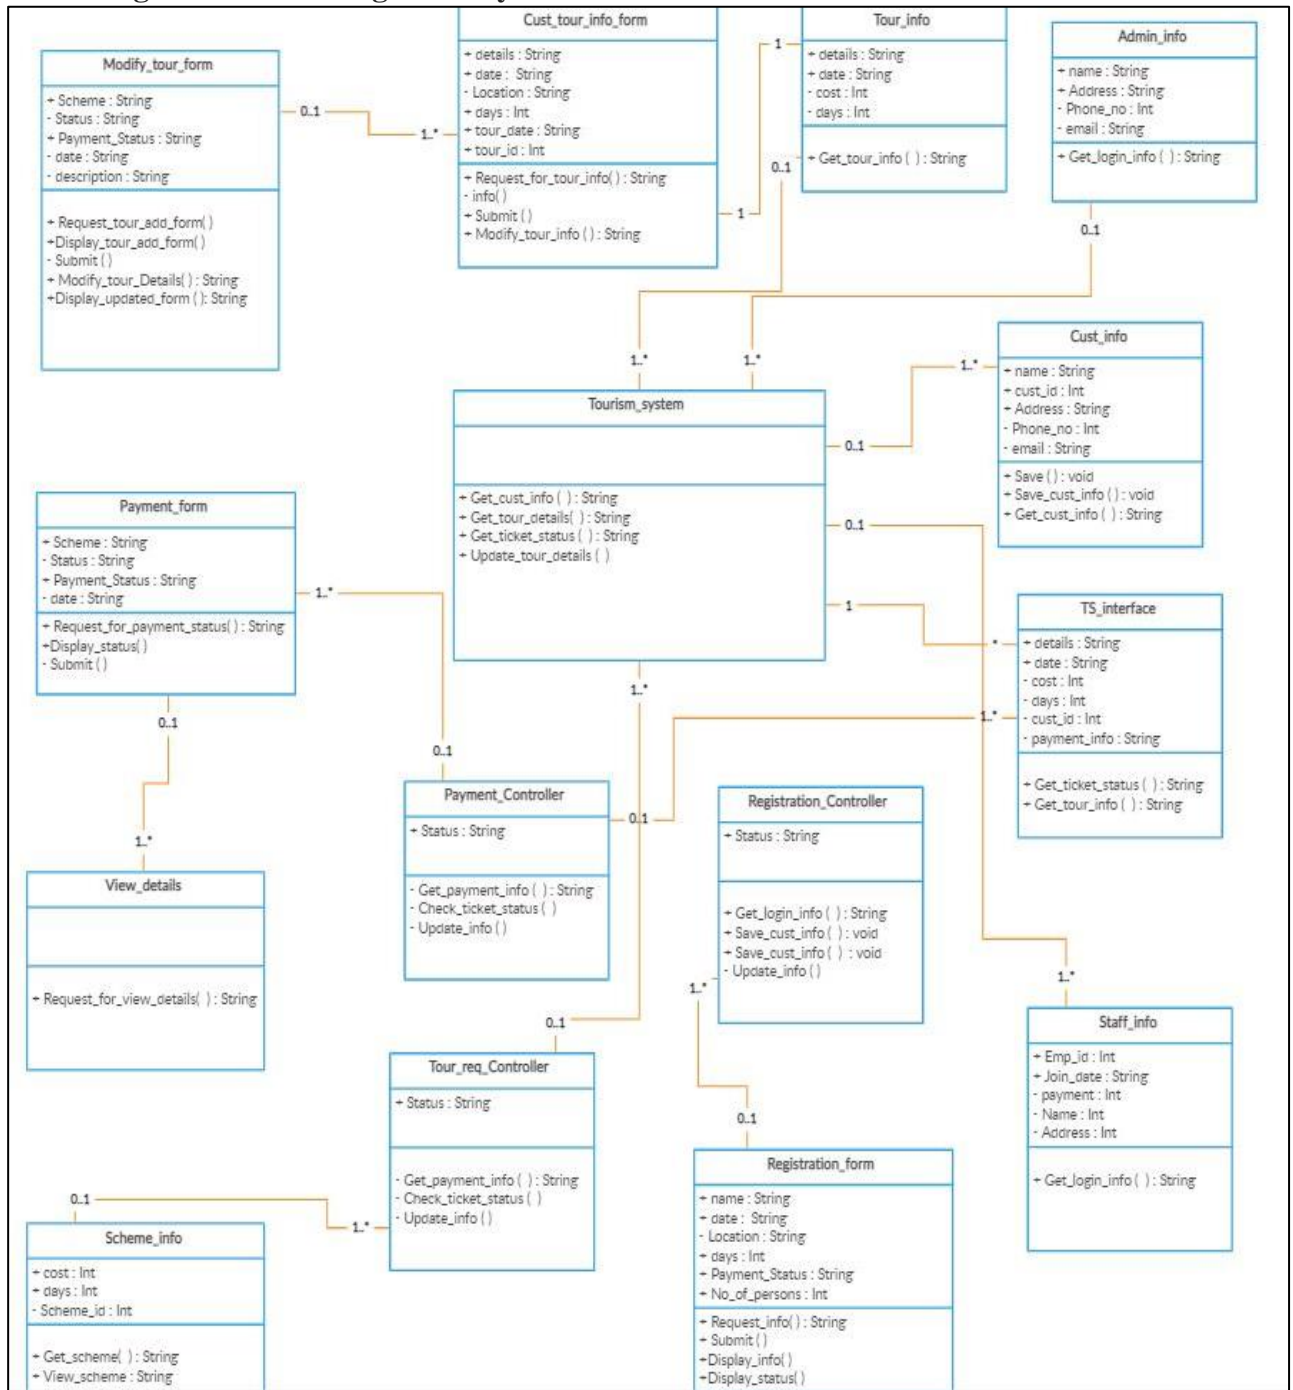 Cust_tour_info_form
+ details : String
+ date : String
- Location : String
+ days : Int
+ tour_date : String
+ tour_id : Int
+ Request_for_tour_info() : String
- info()
+ Submit ( )
+ Modify_tour_info ( ) : String
Tour_info
+ details : String
+ date : String
- cost : Int
- days : Int
+ Get_tour_info ( ) : String
Admin_info
+ name : String
+ Address : String
- Phone_no : Int
- email : String
+ Get_login_info ( ) : String
Modify_tour_form
+ Scheme : String
- Status : String
+ Payment_Status : String
- date : String
- description : String
+ Request_tour_add_form( )
+Display_tour_add_form()
- Submit ( )
+ Modify_tour_Details( ) : String
+Display_updated_form ( ): String
0..1
1..*
1
1
0..1
0..1
1..*
1..*
Cust_info
+ name : String
+ cust_id : Int
+ Address : String
- Phone_no : Int
- email : String
+ Save ( ) : void
+ Save_cust_info ( ) : void
+ Get_cust_info ( ) : String
Tourism_system
+ Get_cust_info ( ) : String
+ Get_tour_details( ) : String
+ Get_ticket_status ( ) : String
+ Update_tour_details ( )
0..1
1..*
0..1
1
*
1..*
Payment_form
+ Scheme : String
- Status : String
+ Payment_Status : String
- date : String
+ Request_for_payment_status( ) : String
+Display_status( )
- Submit ( )
1..*
0..1
0..1
1..*
TS_interface
+ details : String
+ date : String
- cost : Int
- days : Int
- cust_id : Int
- payment_info : String
+ Get_ticket_status ( ) : String
+ Get_tour_info ( ) : String
1..*
Payment_Controller
+ Status : String
- Get_payment_info ( ) : String
- Check_ticket_status ( )
- Update_info ( )
0..1
Registration_Controller
+ Status : String
+ Get_login_info ( ) : String
+ Save_cust_info ( ) : void
+ Save_cust_info ( ) : void
- Update_info ( )
View_details
+ Request_for_view_details( ) : String
1..*
0..1
1..*
0..1
Staff_info
+ Emp_id : Int
+ Join_date : String
- payment : Int
- Name : Int
- Address : Int
+ Get_login_info ( ) : String
Tour_req_Controller
+ Status : String
- Get_payment_info ( ) : String
- Check_ticket_status ( )
- Update_info ( )
0..1
1..*
Registration_form
+ name : String
+ date : String
- Location : String
+ days : Int
+ Payment_Status : String
+ No_of_persons : Int
+ Request_info( ) : String
+ Submit ( )
+Display_info( )
+Display_status( )
Scheme_info
+ cost : Int
+ days : Int
- Scheme_id : Int
+ Get_scheme( ) : String
+ View_scheme : String